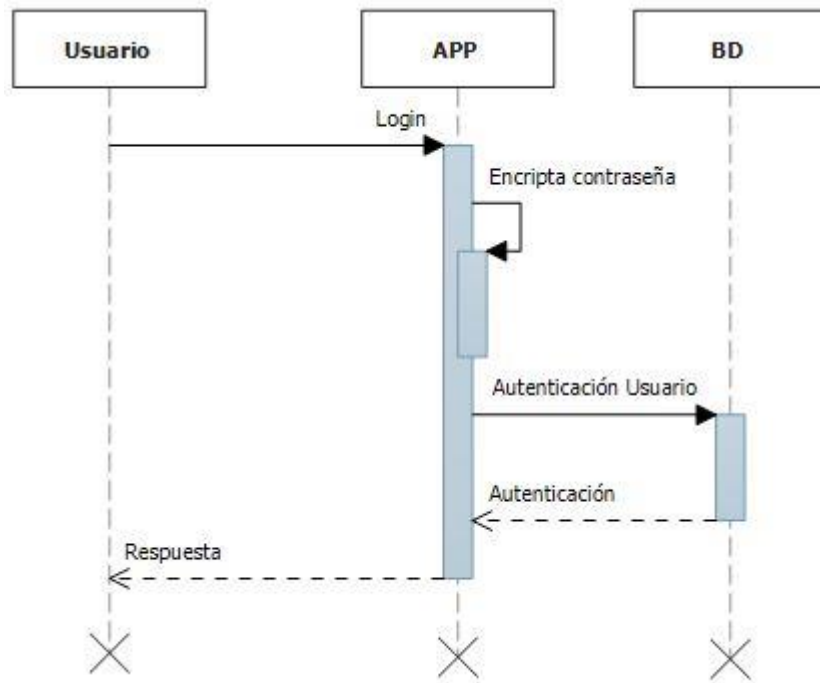 Usuario
APP
BD
Login
Encripta contraseña
Autenticación Usuario
Autenticación
Respuesta